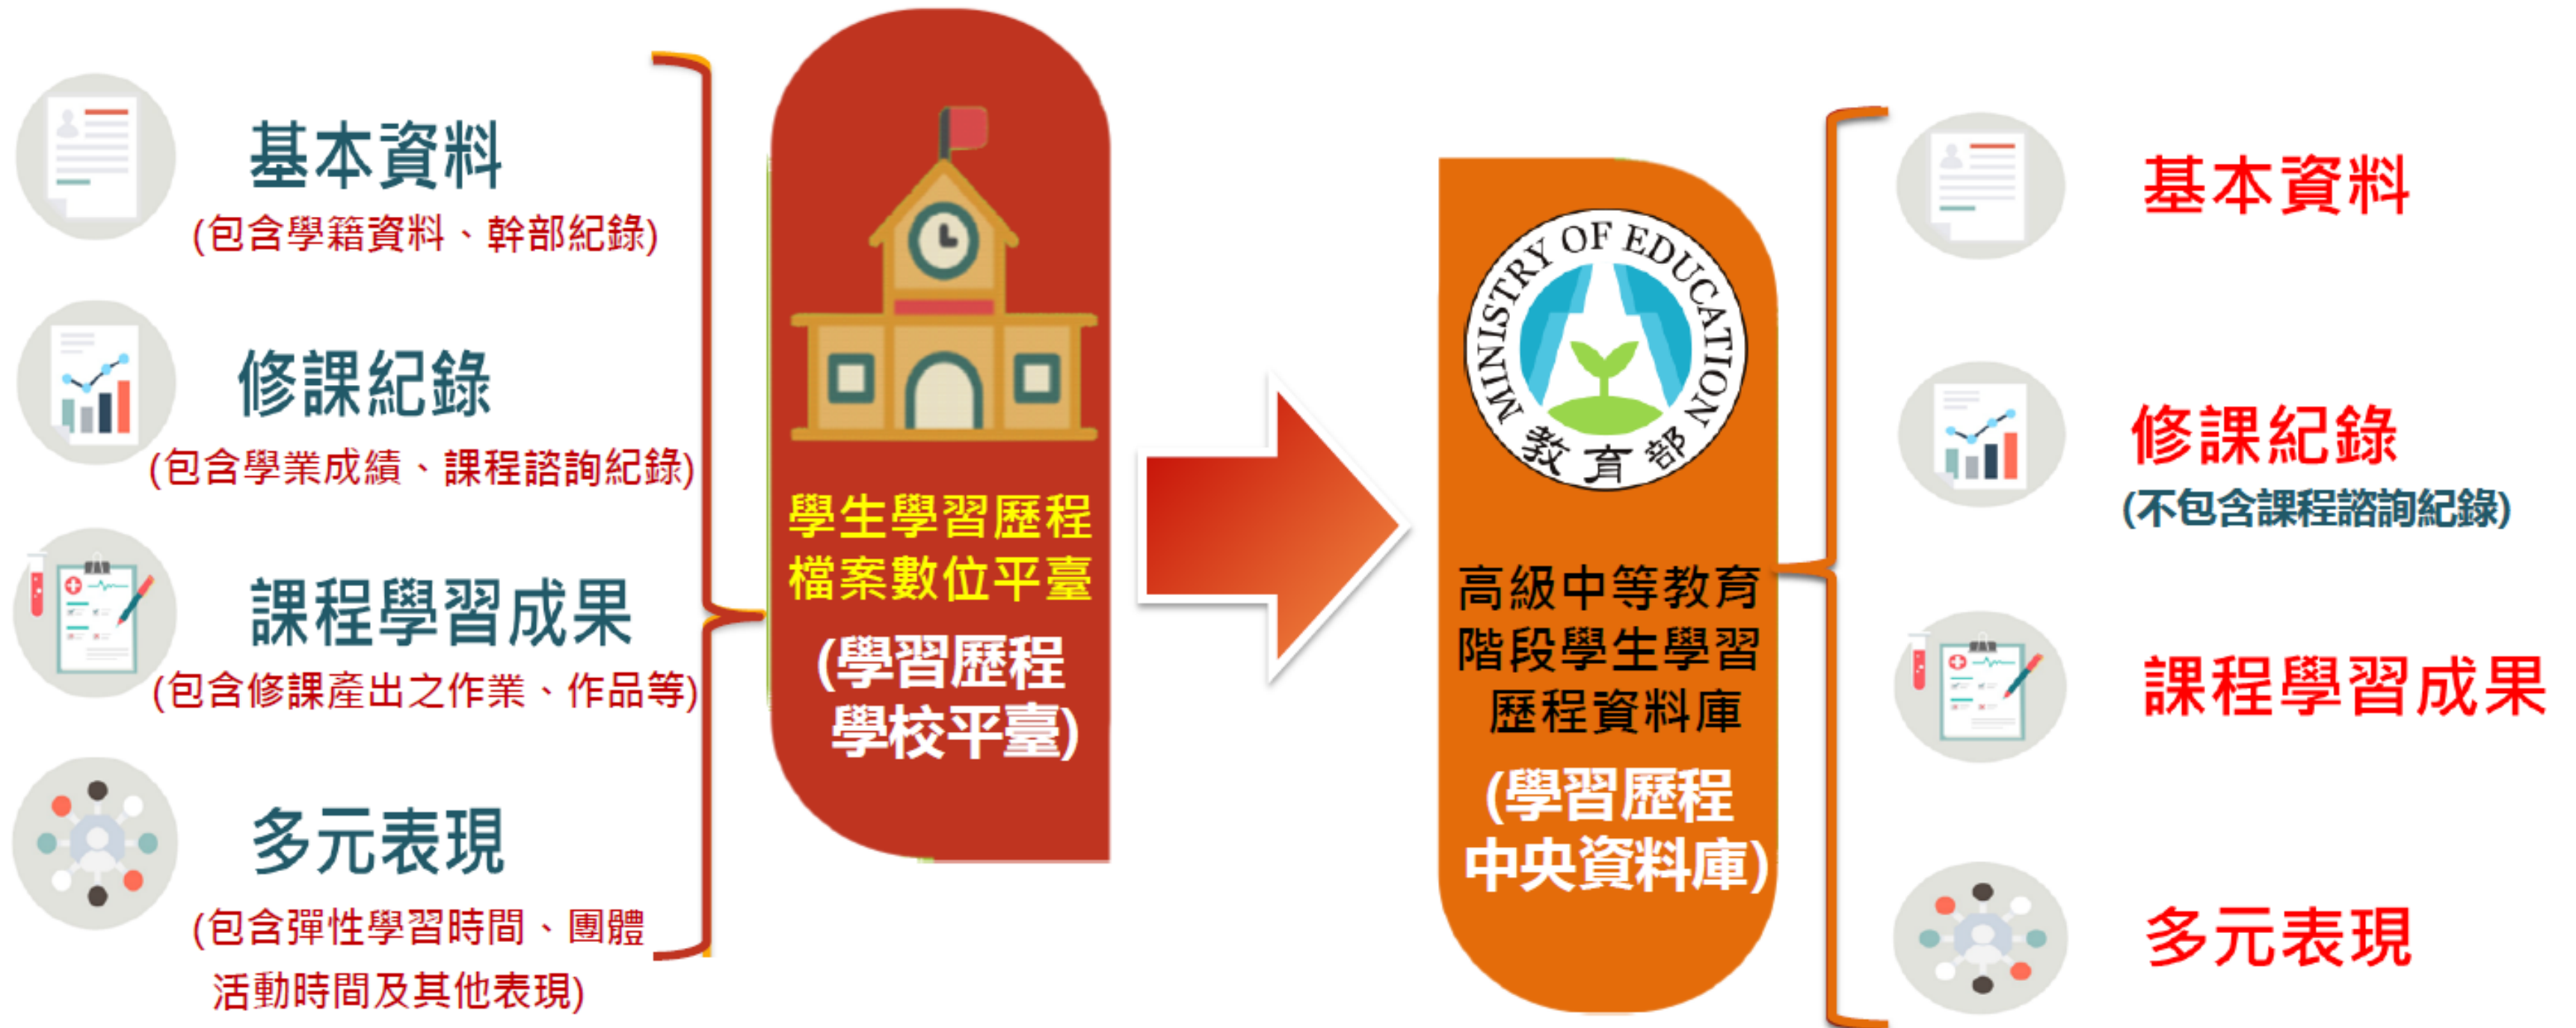 基本資料
(包含學籍資料、幹部紀錄)
修課紀錄
(包含學業成績、課程諮詢紀錄)
課程學習成果
(包含修課產出之作業、作品等)
多元表現
(包含彈性學習時間、團體
活動時間及其他表現)
學生學習歷程
檔案數位平臺
(學習歷程
學校平臺)
MINISTRY OF EDUCATION
教育部
高級中等教育
階段學生學習
歷程資料庫
(學習歷程
中央資料庫)
基本資料
修課紀錄
(不包含課程諮詢紀錄)
課程學習成果
多元表現